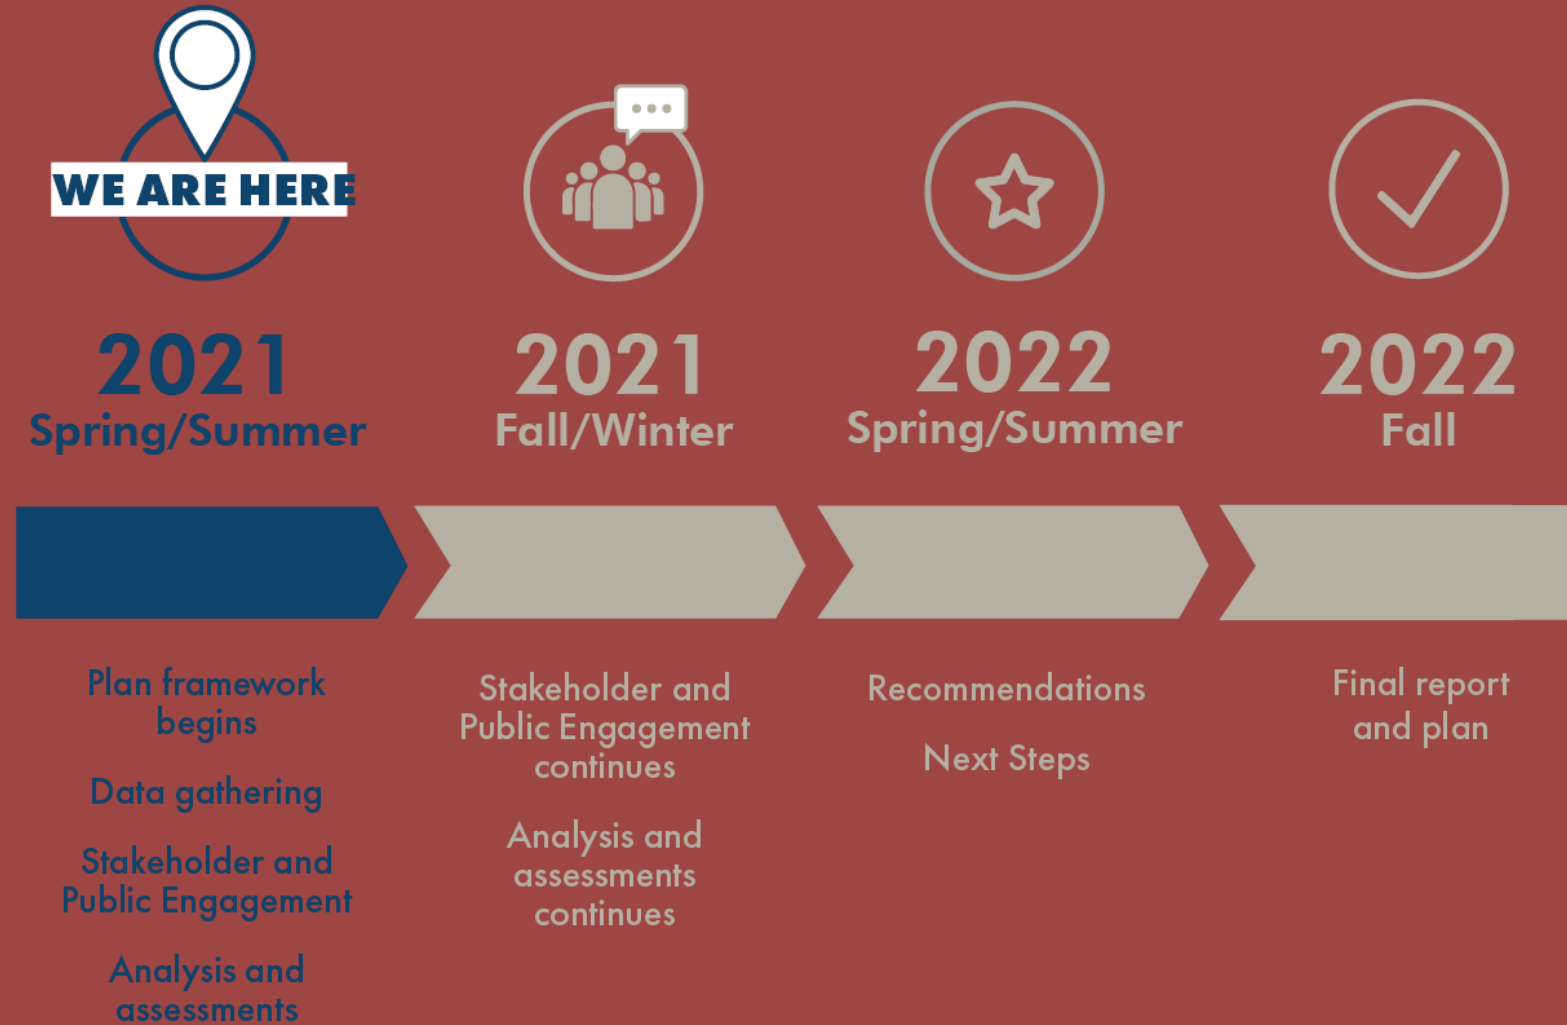 WE ARE HERE
2021
Spring/Summer
Plan framework
begins
Data gathering
Stakeholder and
Public Engagement
Analysis and
assessments
2021
Fall/Winter
Stakeholder and
Public Engagement
continues
Analysis and
assessments
continues
2022
Spring/Summer
Recommendations
Next Steps
2022
Fall
Final report
and plan